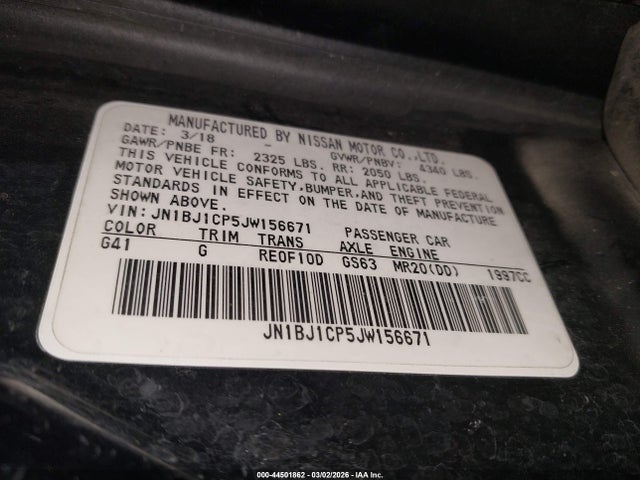 MANUFACTURED BY NISSAN MOTOR CO.,LTD.
DATE: 3/18 - GVWR/PNBV: 4340 LBS.
GAWR/PNBE FR: 2325 LBS. RR: 2050 LBS.
THIS VEHICLE CONFORMS TO ALL APPLICABLE FEDERAL
MOTOR VEHICLE SAFETY,BUMPER,AND THEFT PREVENTION
STANDARDS IN EFFECT ON THE DATE OF MANUFACTURE
SHOWN ABOVE.
VIN: JN1BJ1CP5JW156671 PASSENGER CAR
COLOR TRIM TRANS AXLE ENGINE
G41 G RE0F10D GS63 MR20(DD) 1997CC
JN1BJ1CP5JW156671
000-44501862 - 03/02/2026 - IAA Inc.